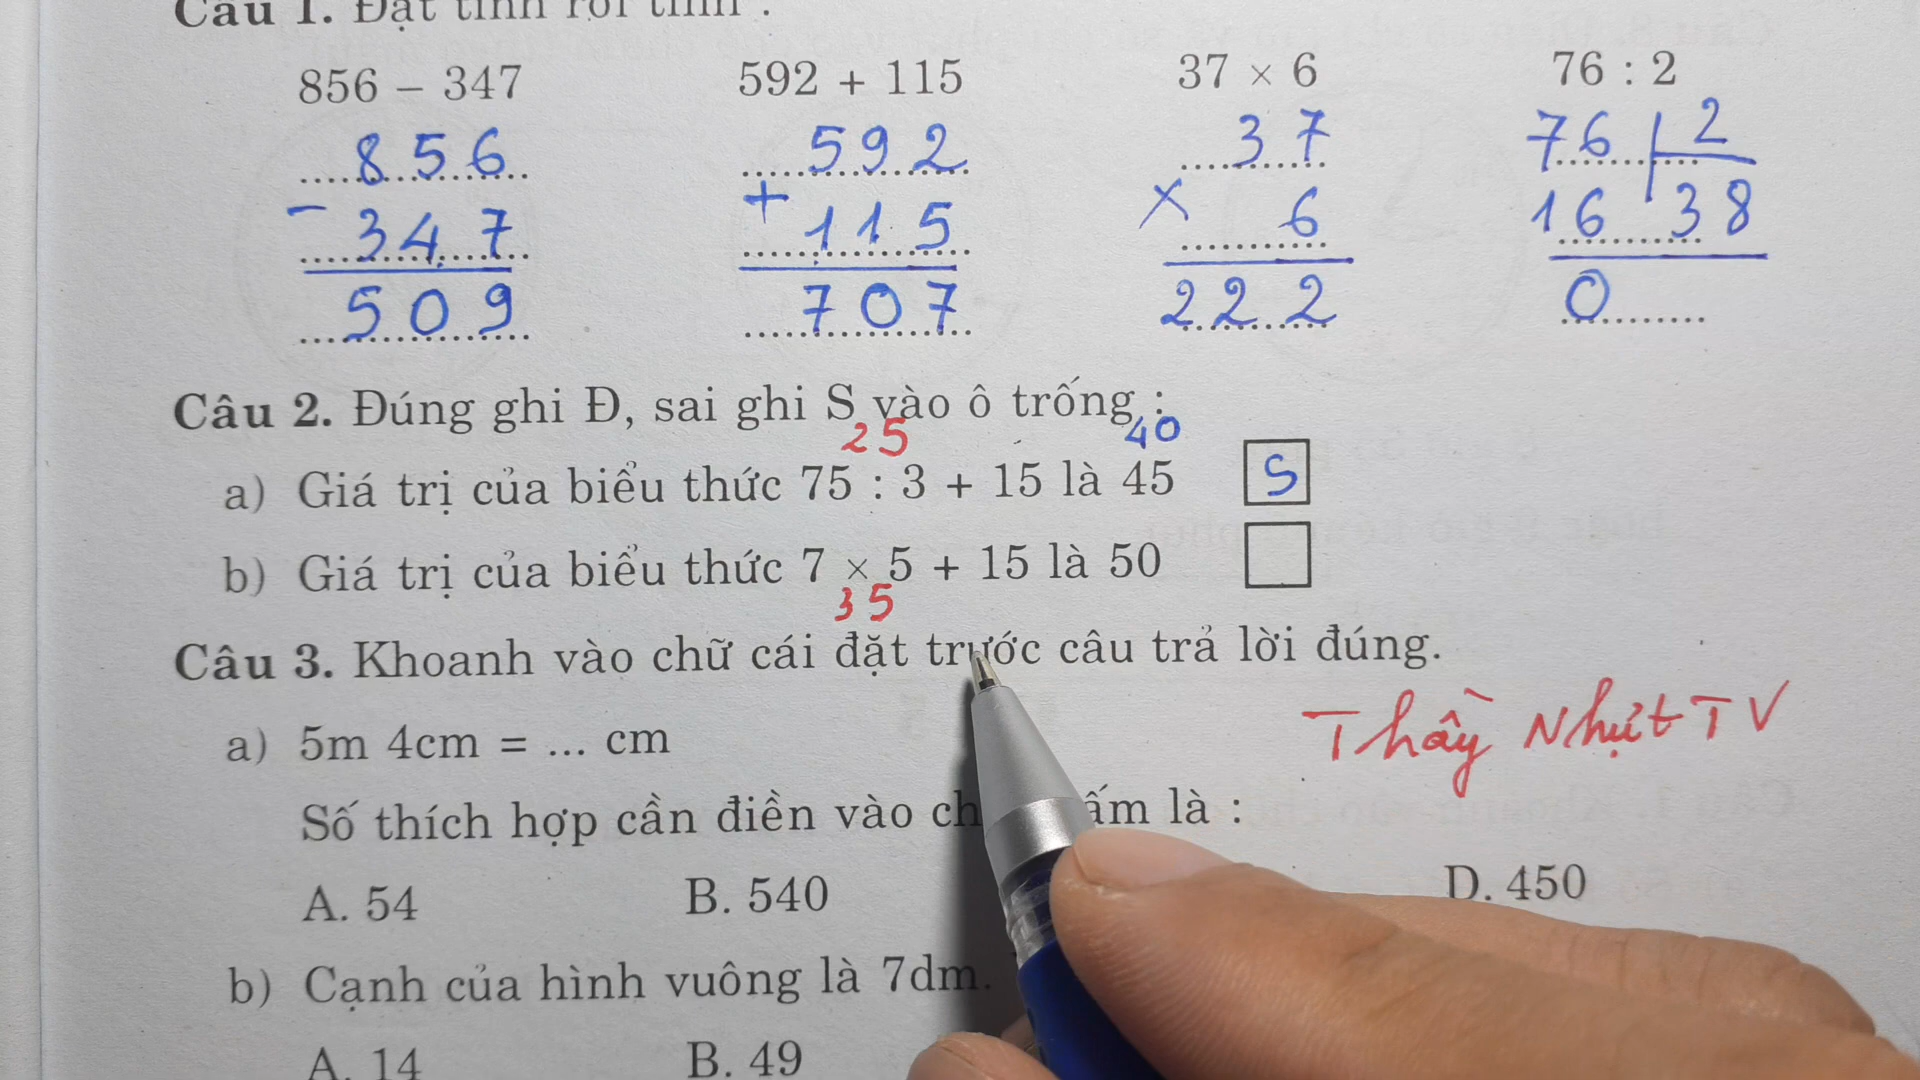 Câu 1. Đặt tính rồi tính :
856 – 347 592 + 115 37 × 6 76 : 2
856 592 37 76 2
– 347 + 115 × 6 16 38
509 707 222 0
Câu 2. Đúng ghi Đ, sai ghi S vào ô trống :
25 40
a) Giá trị của biểu thức 75 : 3 + 15 là 45 S
b) Giá trị của biểu thức 7 × 5 + 15 là 50
35
Câu 3. Khoanh vào chữ cái đặt trước câu trả lời đúng.
Thầy Nhựt TV
a) 5m 4cm = ... cm
Số thích hợp cần điền vào là :
A. 54 B. 540 D. 450
b) Cạnh của hình vuông là 7dm.
A. 14 B. 49